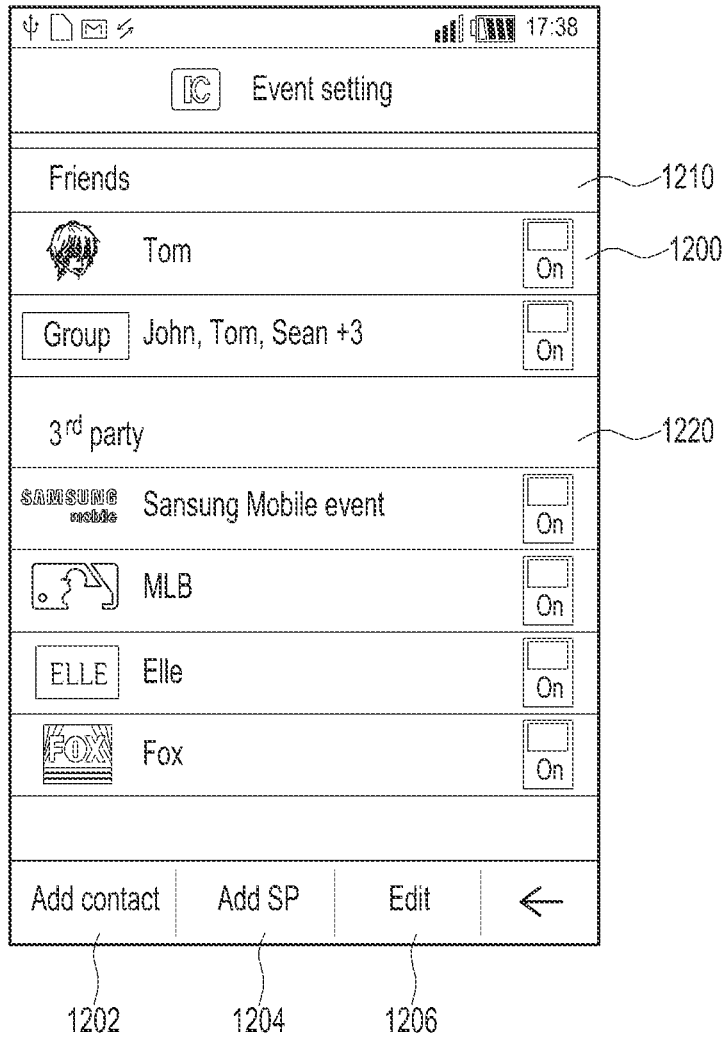 17:38
IC Event setting
Friends
1210
Tom
On
1200
Group John, Tom, Sean +3
On
3rd party
1220
SAMSUNG
mobile
Sansung Mobile event
On
MLB
On
ELLE Elle
On
FOX Fox
On
Add contact Add SP Edit
1202 1204 1206